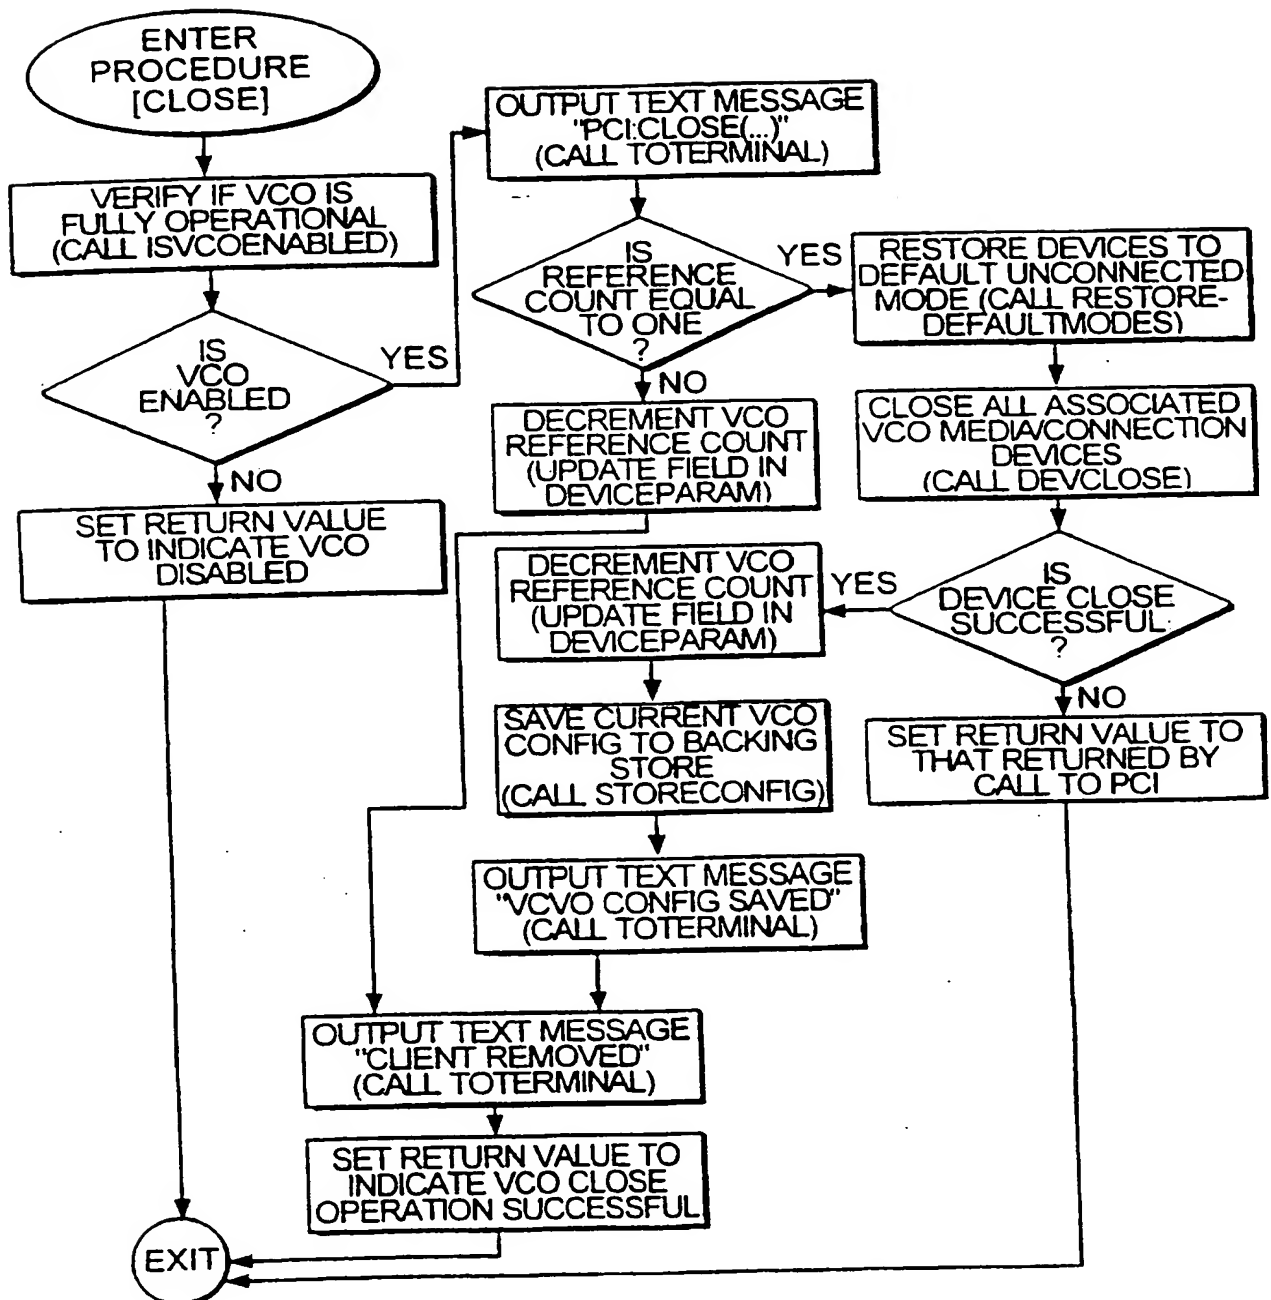 ENTER
PROCEDURE
[CLOSE]
VERIFY IF VCO IS
FULLY OPERATIONAL
(CALL ISVCOENABLED)
IS
VCO
ENABLED
?
YES
NO
SET RETURN VALUE
TO INDICATE VCO
DISABLED
OUTPUT TEXT MESSAGE
"PCI:CLOSE(...)"
(CALL TOTERMINAL)
IS
REFERENCE
COUNT EQUAL
TO ONE
?
YES
NO
DECREMENT VCO
REFERENCE COUNT
(UPDATE FIELD IN
DEVICEPARAM)
RESTORE DEVICES TO
DEFAULT UNCONNECTED
MODE (CALL RESTORE-
DEFAULTMODES)
CLOSE ALL ASSOCIATED
VCO MEDIA/CONNECTION
DEVICES
(CALL DEVCLOSE)
IS
DEVICE CLOSE
SUCCESSFUL
?
YES
NO
DECREMENT VCO
REFERENCE COUNT
(UPDATE FIELD IN
DEVICEPARAM)
SAVE CURRENT VCO
CONFIG TO BACKING
STORE
(CALL STORECONFIG)
SET RETURN VALUE TO
THAT RETURNED BY
CALL TO PCI
OUTPUT TEXT MESSAGE
"VCVO CONFIG SAVED"
(CALL TOTERMINAL)
OUTPUT TEXT MESSAGE
"CLIENT REMOVED"
(CALL TOTERMINAL)
SET RETURN VALUE TO
INDICATE VCO CLOSE
OPERATION SUCCESSFUL
EXIT